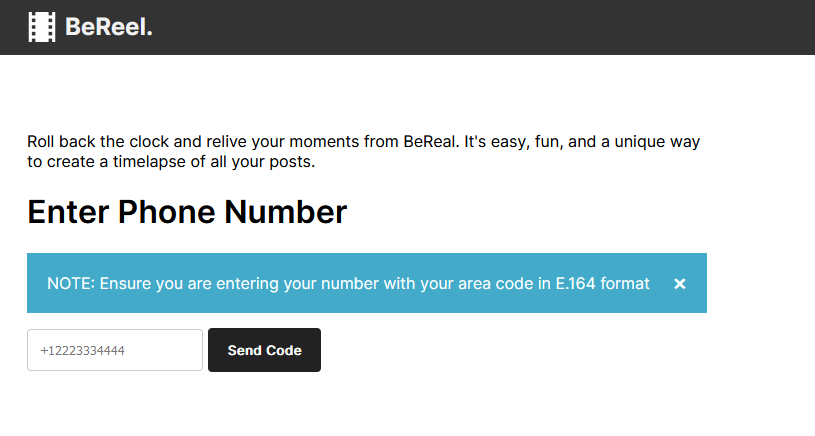 BeReel.
Roll back the clock and relive your moments from BeReal. It's easy, fun, and a unique way
to create a timelapse of all your posts.
Enter Phone Number
NOTE: Ensure you are entering your number with your area code in E.164 format ×
+12223334444 Send Code